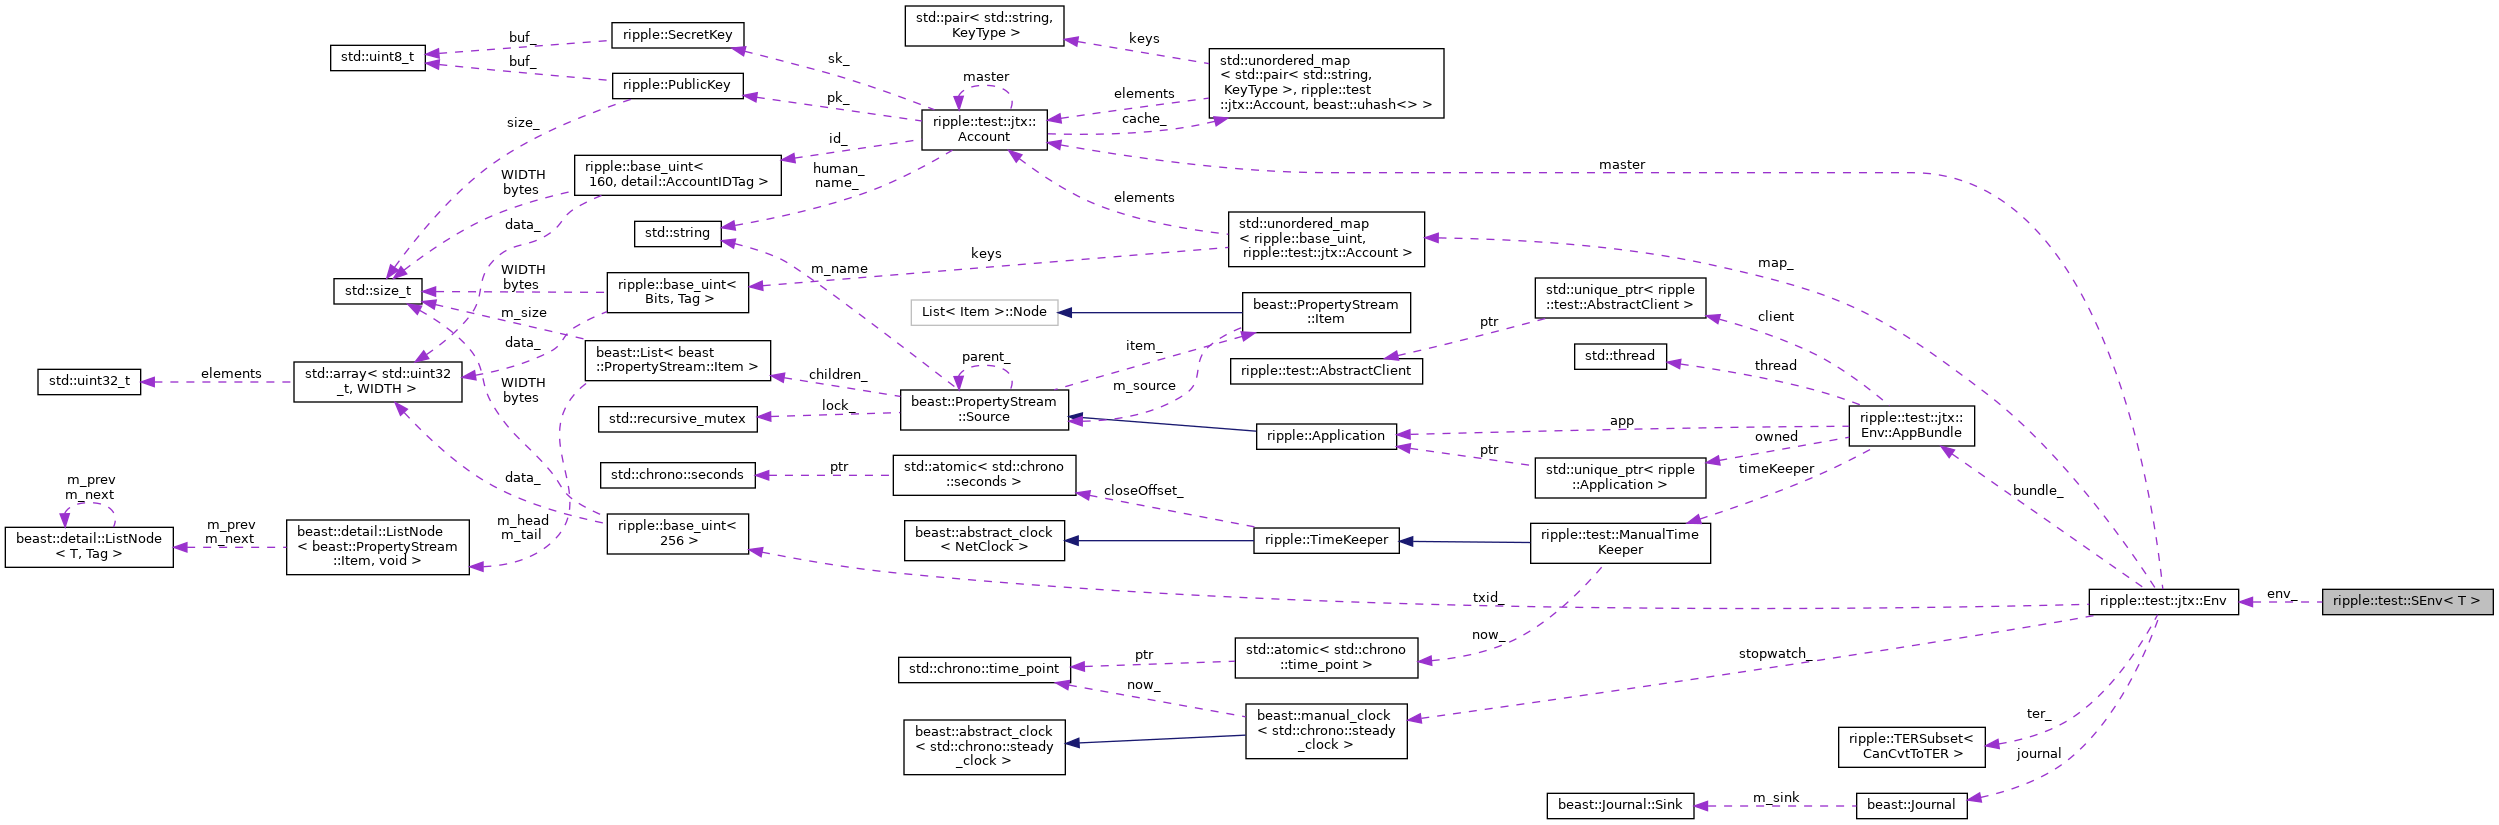 std::pair< std::string,
KeyType >
ripple::SecretKey
buf_
keys
std::uint8_t
sk_
std::unordered_map
< std::pair< std::string,
KeyType >, ripple::test
::jtx::Account, beast::uhash<> >
buf_
ripple::PublicKey
master
pk_
elements
cache_
size_
ripple::test::jtx::
Account
id_
human_
name_
master
ripple::base_uint<
160, detail::AccountIDTag >
WIDTH
bytes
elements
data_
std::string
std::unordered_map
< ripple::base_uint,
ripple::test::jtx::Account >
keys
m_name
map_
WIDTH
bytes
std::size_t
ripple::base_uint<
Bits, Tag >
std::unique_ptr< ripple
::test::AbstractClient >
List< Item >::Node
beast::PropertyStream
::Item
m_size
client
ptr
data_
item_
parent_
std::thread
thread
beast::List< beast
::PropertyStream::Item >
std::array< std::uint32
_t, WIDTH >
elements
std::uint32_t
children_
ripple::test::AbstractClient
m_source
WIDTH
bytes
beast::PropertyStream
::Source
lock_
std::recursive_mutex
app
ripple::test::jtx::
Env::AppBundle
ripple::Application
owned
ptr
std::unique_ptr< ripple
::Application >
timeKeeper
std::chrono::seconds
ptr
std::atomic< std::chrono
::seconds >
closeOffset_
data_
m_prev
m_next
bundle_
beast::detail::ListNode
< T, Tag >
m_prev
m_next
beast::detail::ListNode
< beast::PropertyStream
::Item, void >
m_head
m_tail
ripple::base_uint<
256 >
beast::abstract_clock
< NetClock >
ripple::TimeKeeper
ripple::test::ManualTime
Keeper
txid_
ripple::test::jtx::Env
env_
ripple::test::SEnv< T >
now_
std::atomic< std::chrono
::time_point >
ptr
std::chrono::time_point
now_
stopwatch_
beast::manual_clock
< std::chrono::steady
_clock >
beast::abstract_clock
< std::chrono::steady
_clock >
ter_
ripple::TERSubset<
CanCvtToTER >
journal
beast::Journal::Sink
m_sink
beast::Journal